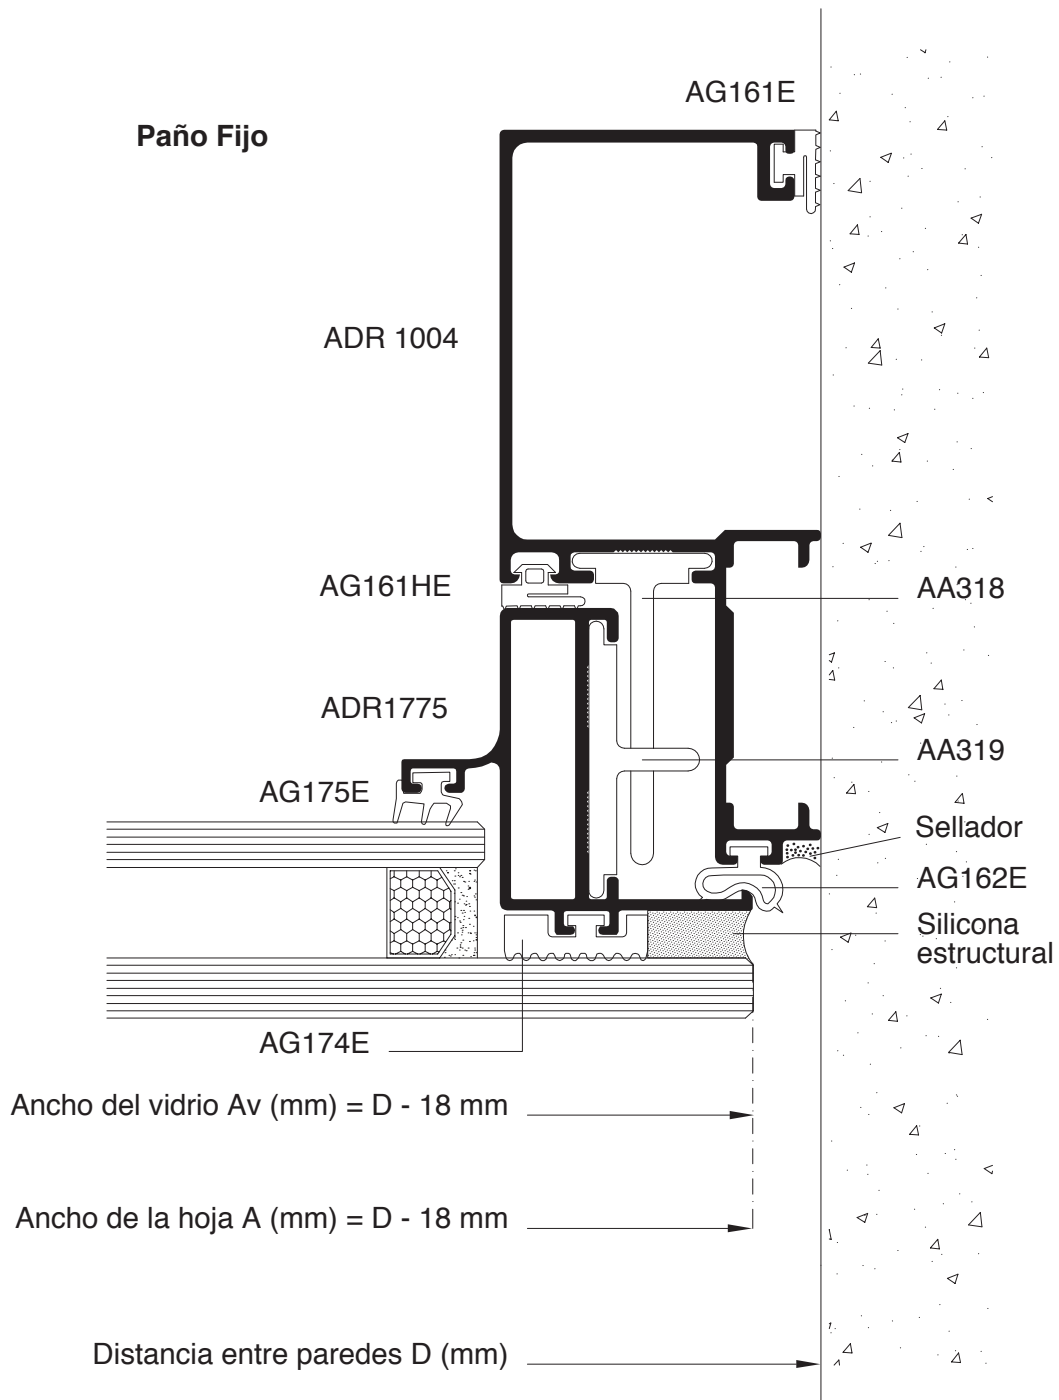 AG161E
Paño Fijo
ADR 1004
AG161HE
AA318
ADR1775
AA319
AG175E
Sellador
AG162E
Silicona
estructural
AG174E
Ancho del vidrio Av (mm) = D - 18 mm
Ancho de la hoja A (mm) = D - 18 mm
Distancia entre paredes D (mm)